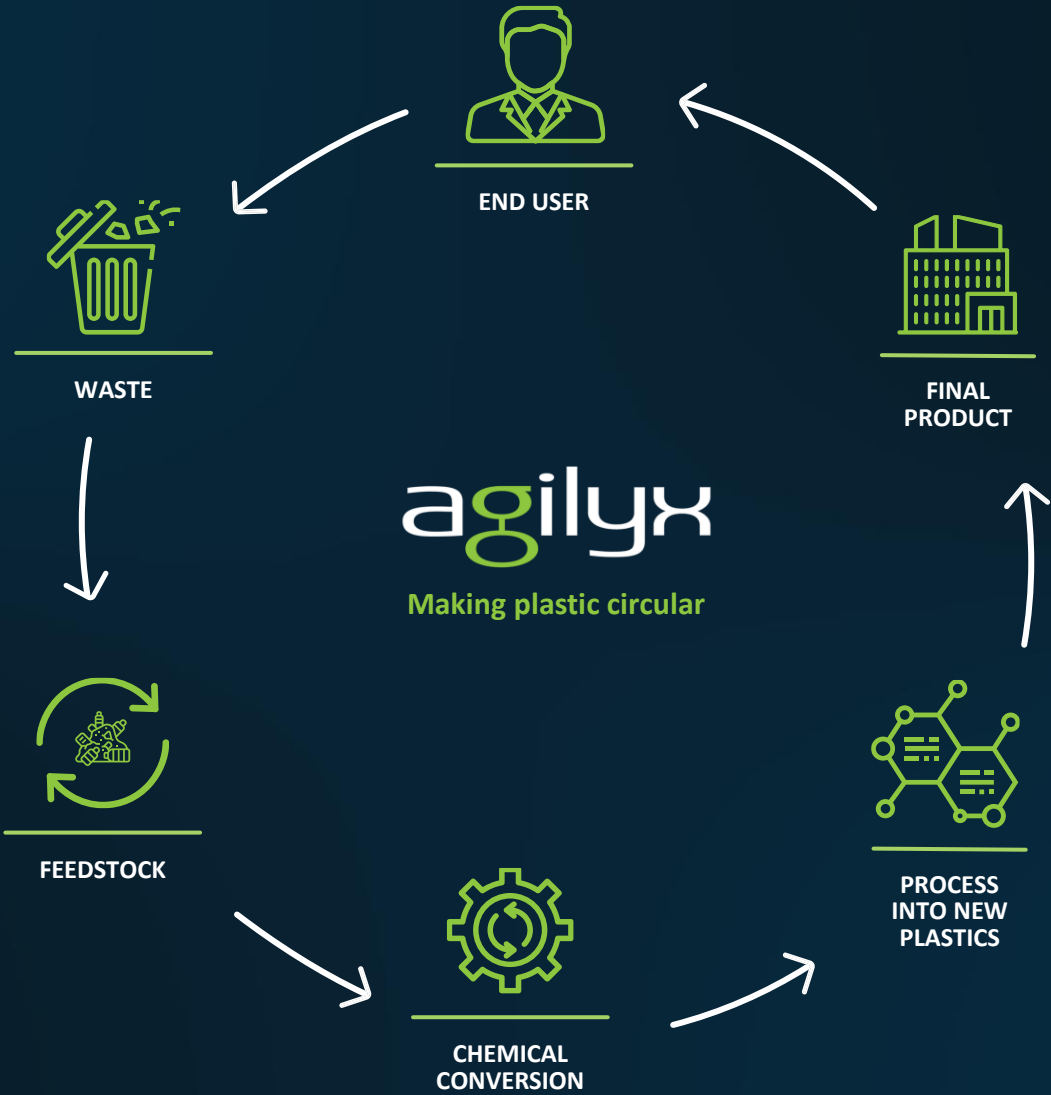 END USER
WASTE
FINAL
PRODUCT
agilyx
Making plastic circular
FEEDSTOCK
PROCESS
INTO NEW
PLASTICS
CHEMICAL
CONVERSION